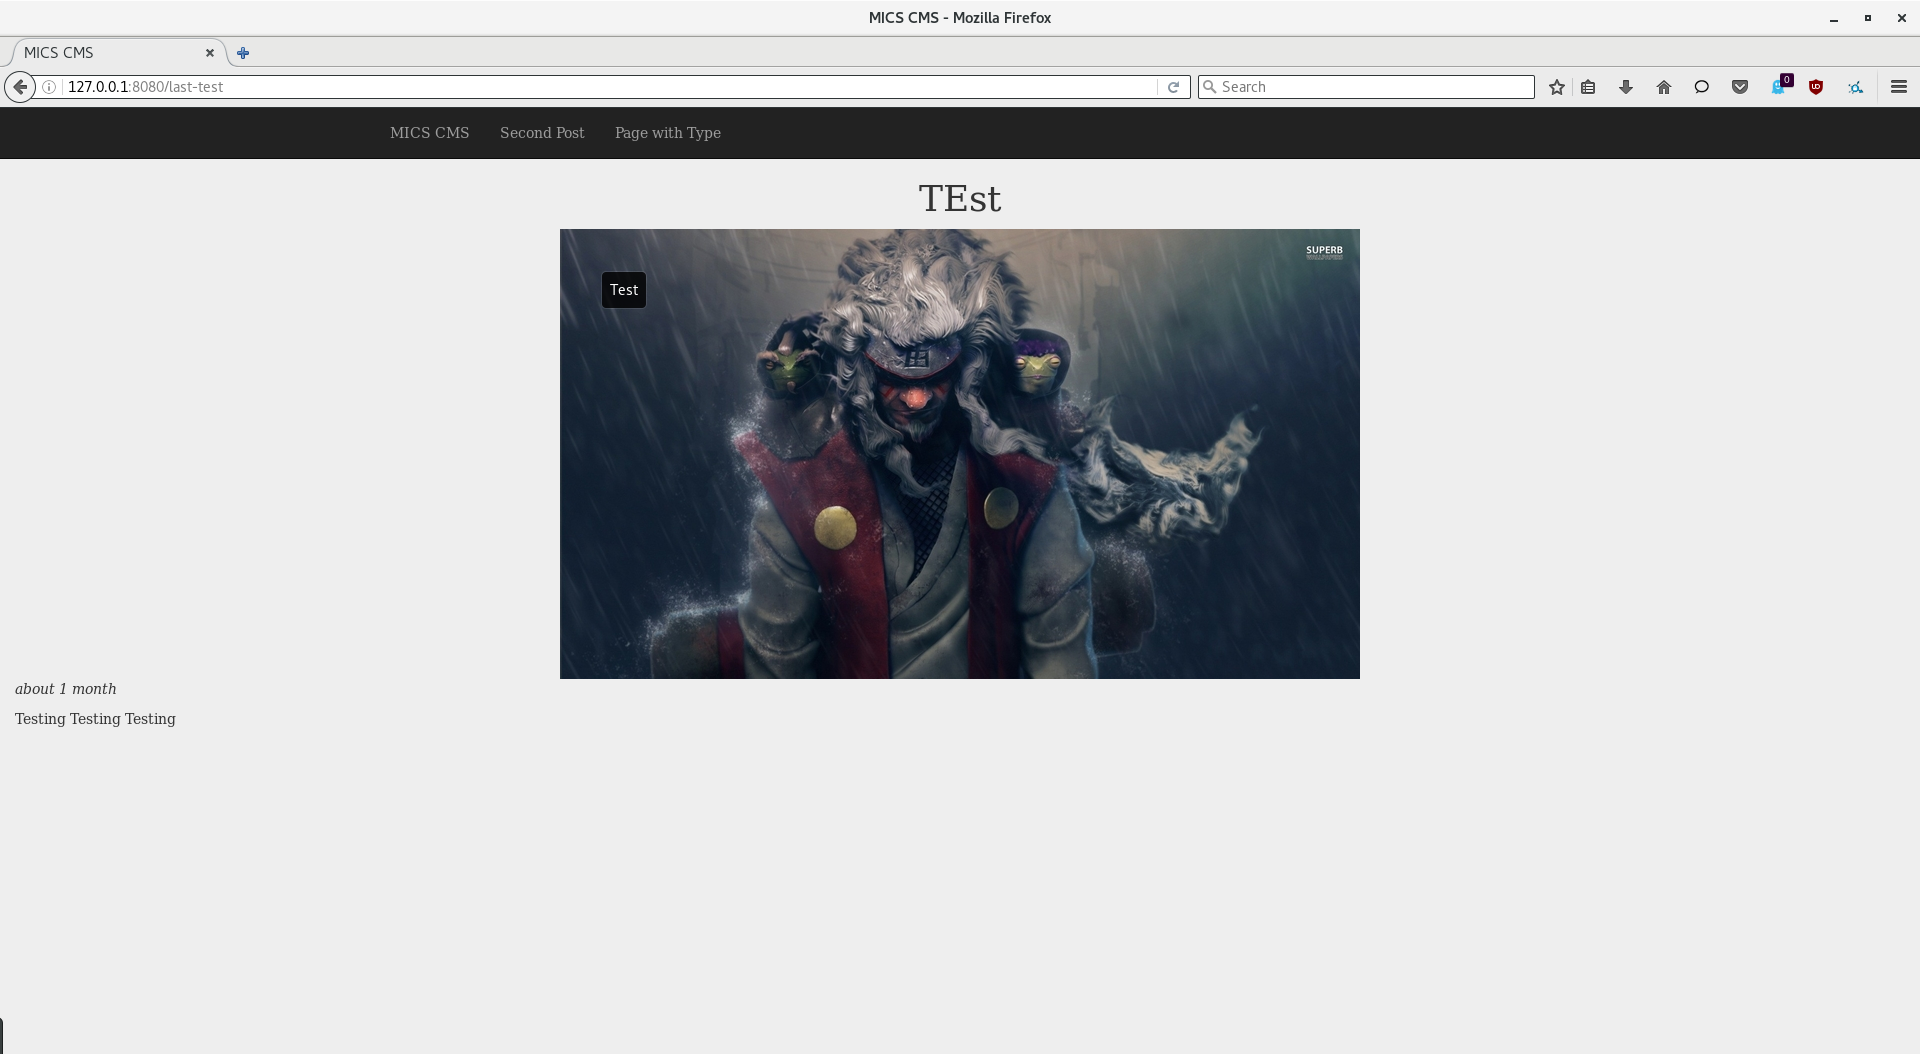 MICS CMS - Mozilla Firefox
MICS CMS
127.0.0.1:8080/last-test
Search
0
MICS CMS Second Post Page with Type
TEst
SUPERB
Test
about 1 month
Testing Testing Testing